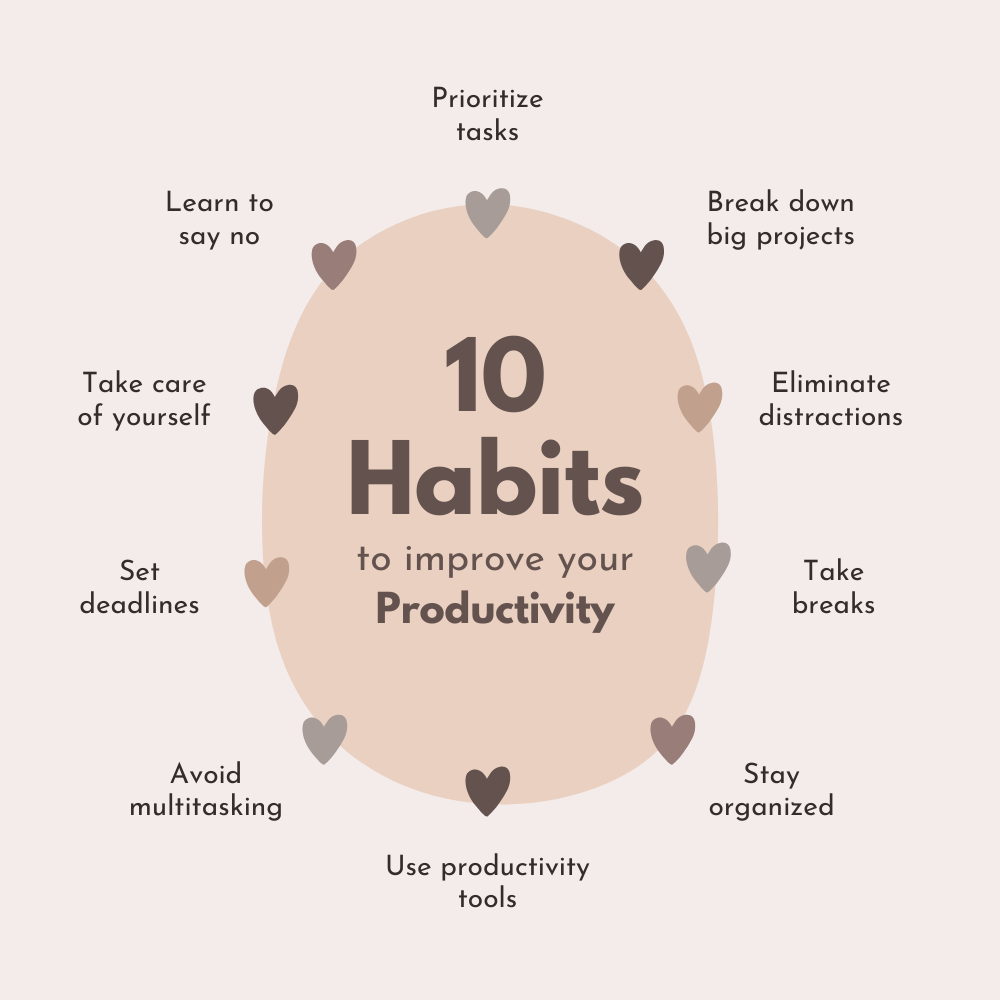 10
Habits
to improve your
Productivity
Prioritize
tasks
Break down
big projects
Eliminate
distractions
Take
breaks
Stay
organized
Use productivity
tools
Avoid
multitasking
Set
deadlines
Take care
of yourself
Learn to
say no